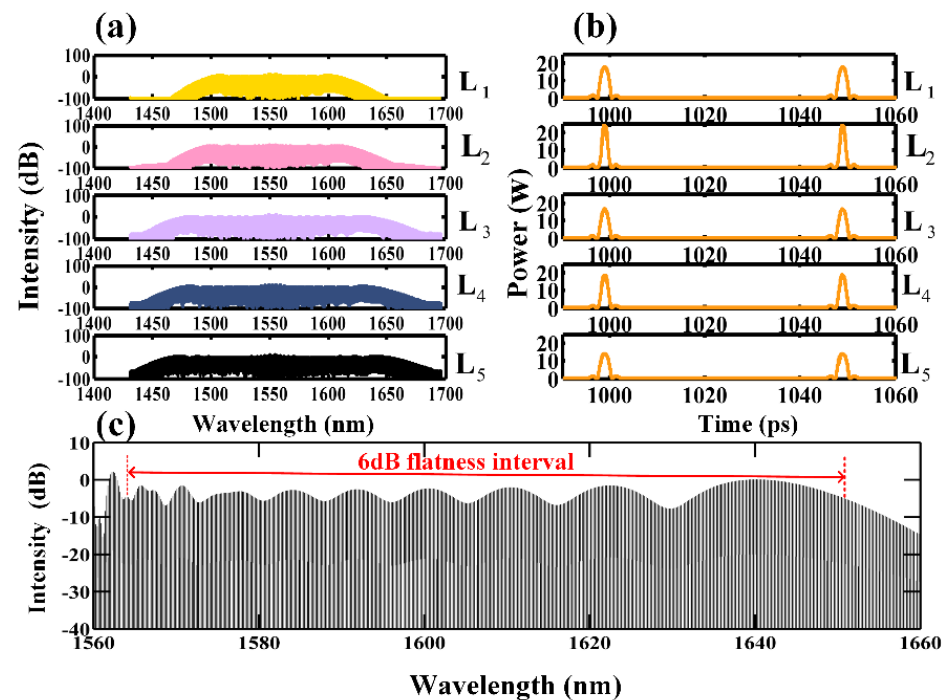 (a)
(b)
Intensity (dB)
100
0
-100
1400 1450 1500 1550 1600 1650 1700
L1
100
0
-100
1400 1450 1500 1550 1600 1650 1700
L2
100
0
-100
1400 1450 1500 1550 1600 1650 1700
L3
100
0
-100
1400 1450 1500 1550 1600 1650 1700
L4
100
0
-100
1400 1450 1500 1550 1600 1650 1700
L5
Wavelength (nm)
Power (w)
20
10
0
1000 1020 1040 1060
L1
20
10
0
1000 1020 1040 1060
L2
20
10
0
1000 1020 1040 1060
L3
20
10
0
1000 1020 1040 1060
L4
20
10
0
1000 1020 1040 1060
L5
Time (ps)
(c)
Intensity (dB)
10
0
-10
-20
-30
-40
6dB flatness interval
1560 1580 1600 1620 1640 1660
Wavelength (nm)